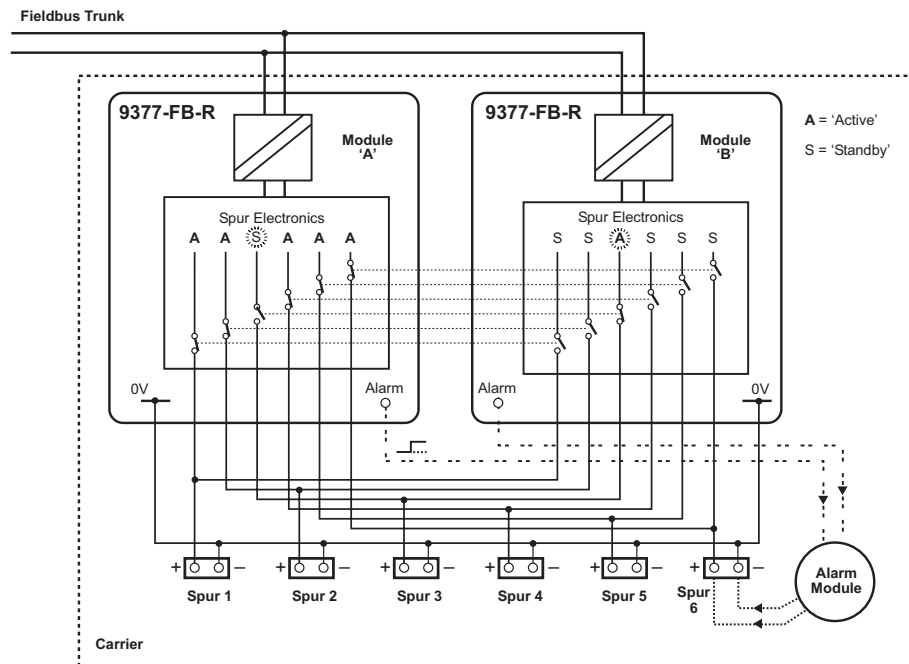 Fieldbus Trunk
9377-FB-R
Module
‘A’
9377-FB-R
Module
‘B’
A = ‘Active’
S = ‘Standby’
Spur Electronics
A A S A A A
Spur Electronics
S S A S S S
0V
Alarm
Alarm
0V
+ –
+ –
+ –
+ –
+ –
+ –
Spur 1
Spur 2
Spur 3
Spur 4
Spur 5
Spur
6
Alarm
Module
Carrier